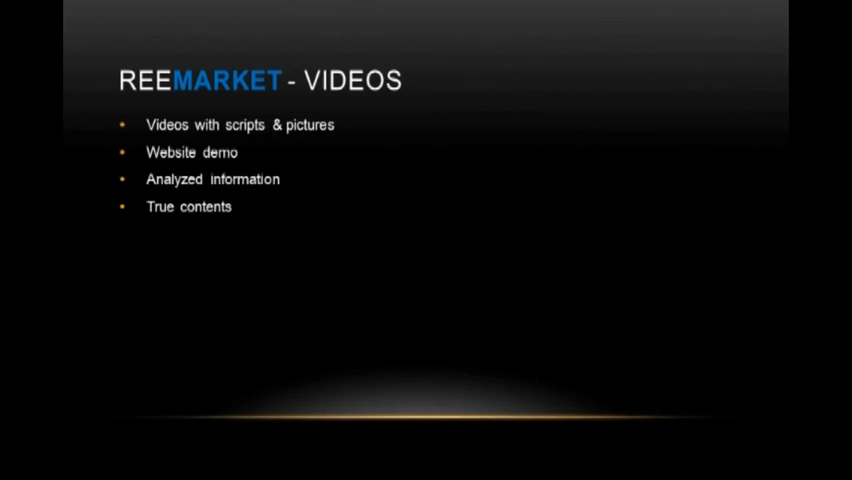 REEMARKET - VIDEOS
• Videos with scripts & pictures
• Website demo
• Analyzed information
• True contents